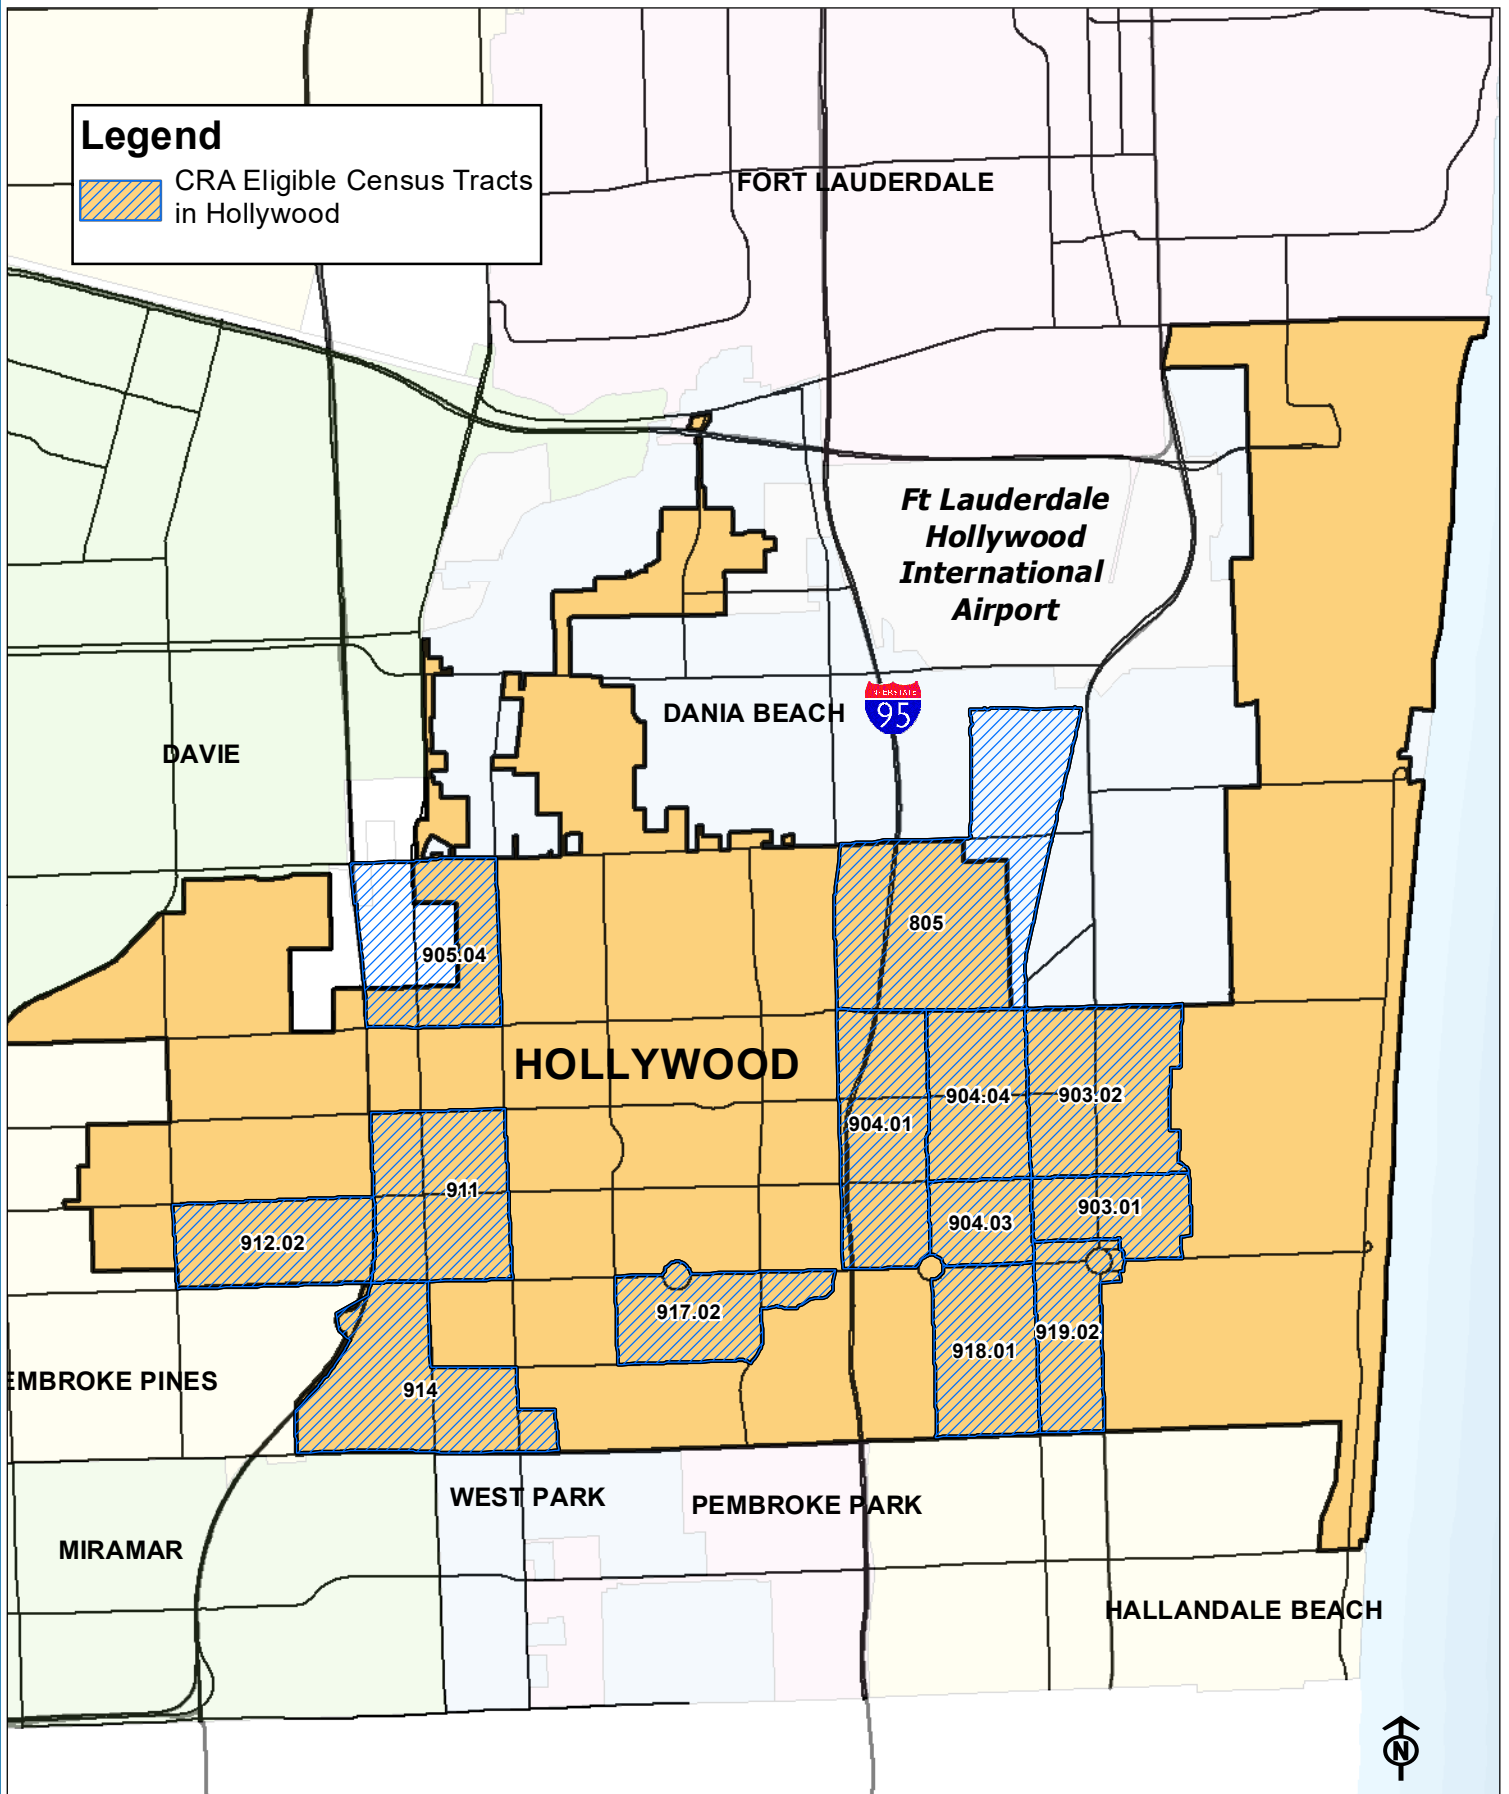 Legend
CRA Eligible Census Tracts
in Hollywood
FORT LAUDERDALE
Ft Lauderdale
Hollywood
International
Airport
INTERSTATE
95
DANIA BEACH
DAVIE
805
905.04
HOLLYWOOD
904.04
903.02
904.01
911
903.01
904.03
912.02
917.02
919.02
918.01
EMBROKE PINES
914
WEST PARK
PEMBROKE PARK
MIRAMAR
HALLANDALE BEACH
N